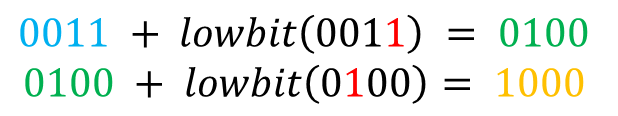 0011 + lowbit(0011) = 0100
0100 + lowbit(0100) = 1000